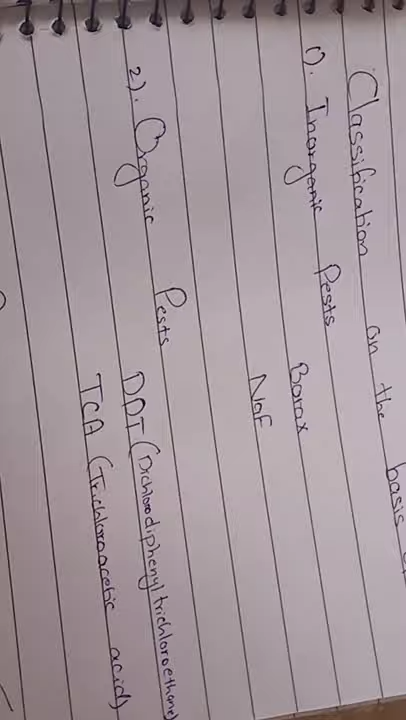 Classification on the basis
1). Inorganic Pests Borax
NaF
2). Organic Pests DDT (Dichlorodiphenyltrichloroethane)
TCA (Trichloroacetic acid)